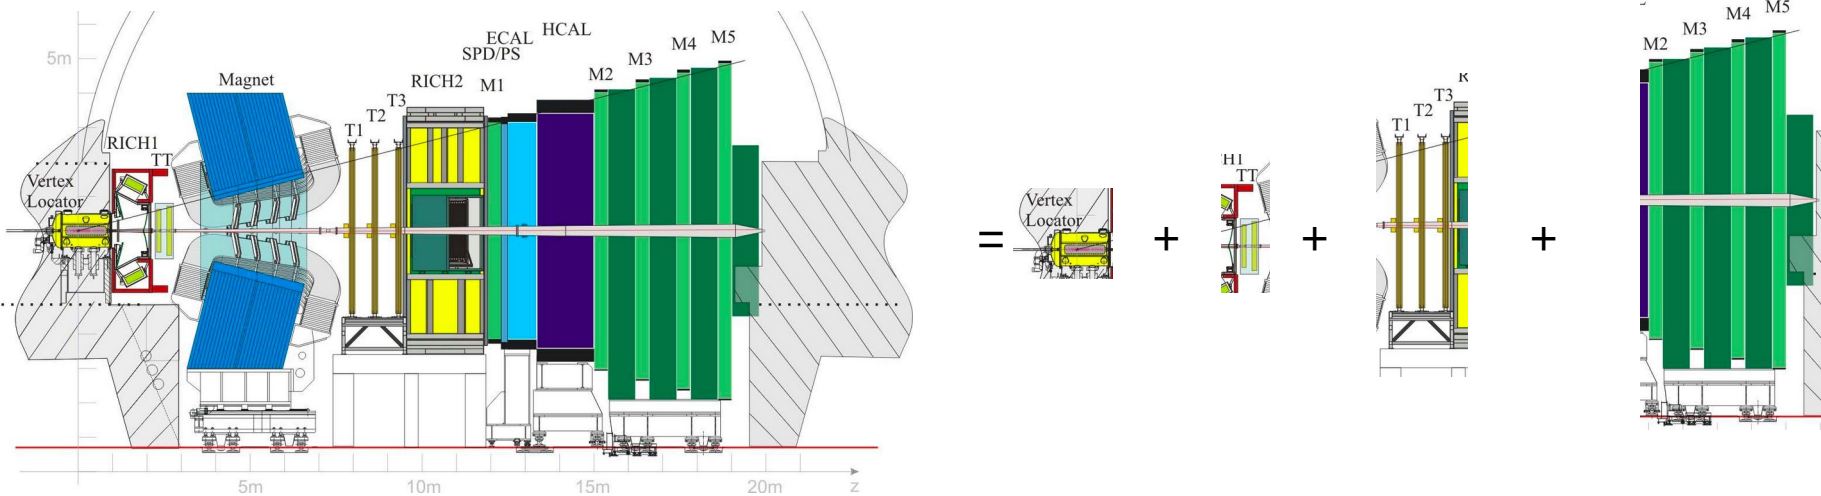 HCAL
ECAL
SPD/PS
M5
M4
M3
M2
5m
Magnet
RICH2
M1
T3
T2
T1
RICH1
TT
Vertex
Locator
5m
10m
15m
20m
z
=
Vertex
Locator
+
TT
+
T3
T2
T1
+
M5
M4
M3
M2